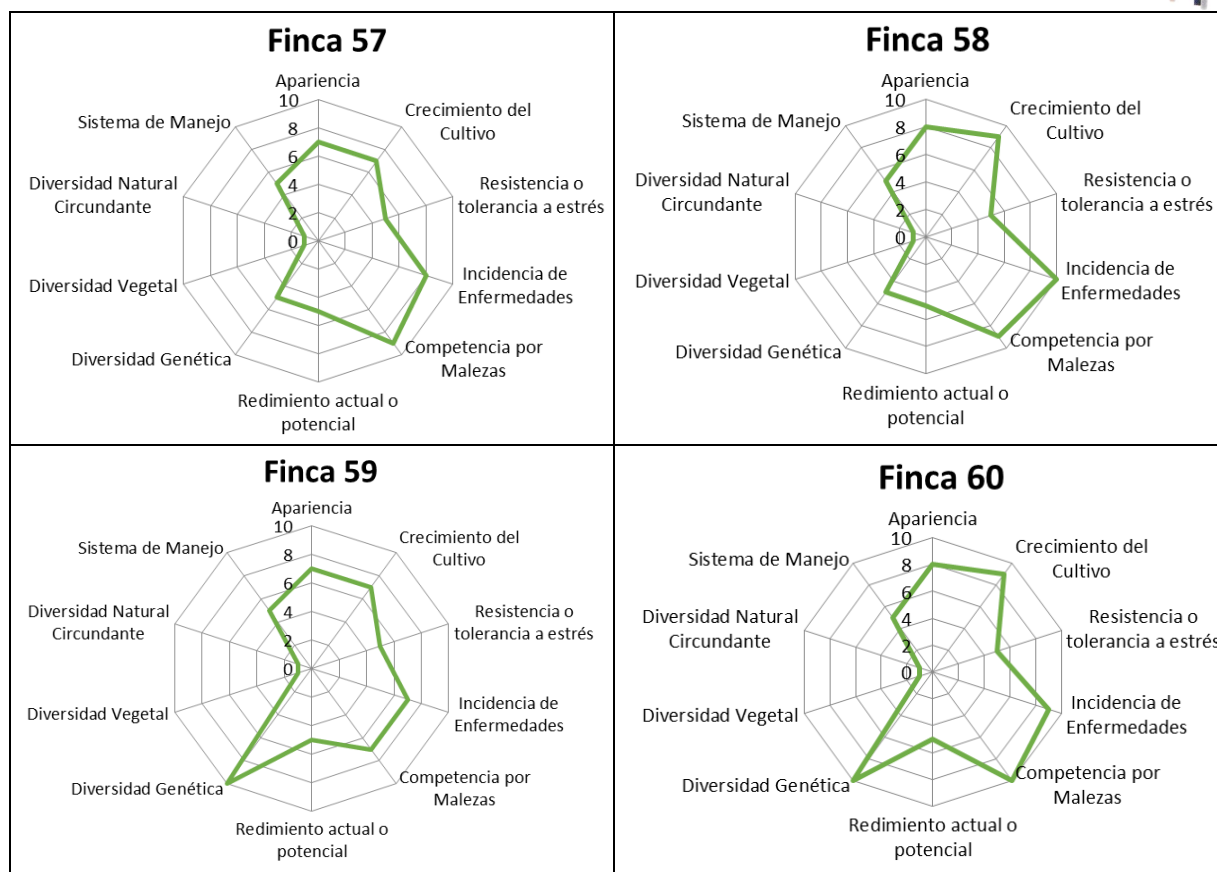 Finca 57
Apariencia
10
8
6
4
2
0
Crecimiento del
Cultivo
Resistencia o
tolerancia a estrés
Incidencia de
Enfermedades
Competencia por
Malezas
Redimiento actual o
potencial
Diversidad Genética
Diversidad Vegetal
Diversidad Natural
Circundante
Sistema de Manejo
Finca 58
Apariencia
10
8
6
4
2
0
Crecimiento del
Cultivo
Resistencia o
tolerancia a estrés
Incidencia de
Enfermedades
Competencia por
Malezas
Redimiento actual o
potencial
Diversidad Genética
Diversidad Vegetal
Diversidad Natural
Circundante
Sistema de Manejo
Finca 59
Apariencia
10
8
6
4
2
0
Crecimiento del
Cultivo
Resistencia o
tolerancia a estrés
Incidencia de
Enfermedades
Competencia por
Malezas
Redimiento actual o
potencial
Diversidad Genética
Diversidad Vegetal
Diversidad Natural
Circundante
Sistema de Manejo
Finca 60
Apariencia
10
8
6
4
2
0
Crecimiento del
Cultivo
Resistencia o
tolerancia a estrés
Incidencia de
Enfermedades
Competencia por
Malezas
Redimiento actual o
potencial
Diversidad Genética
Diversidad Vegetal
Diversidad Natural
Circundante
Sistema de Manejo